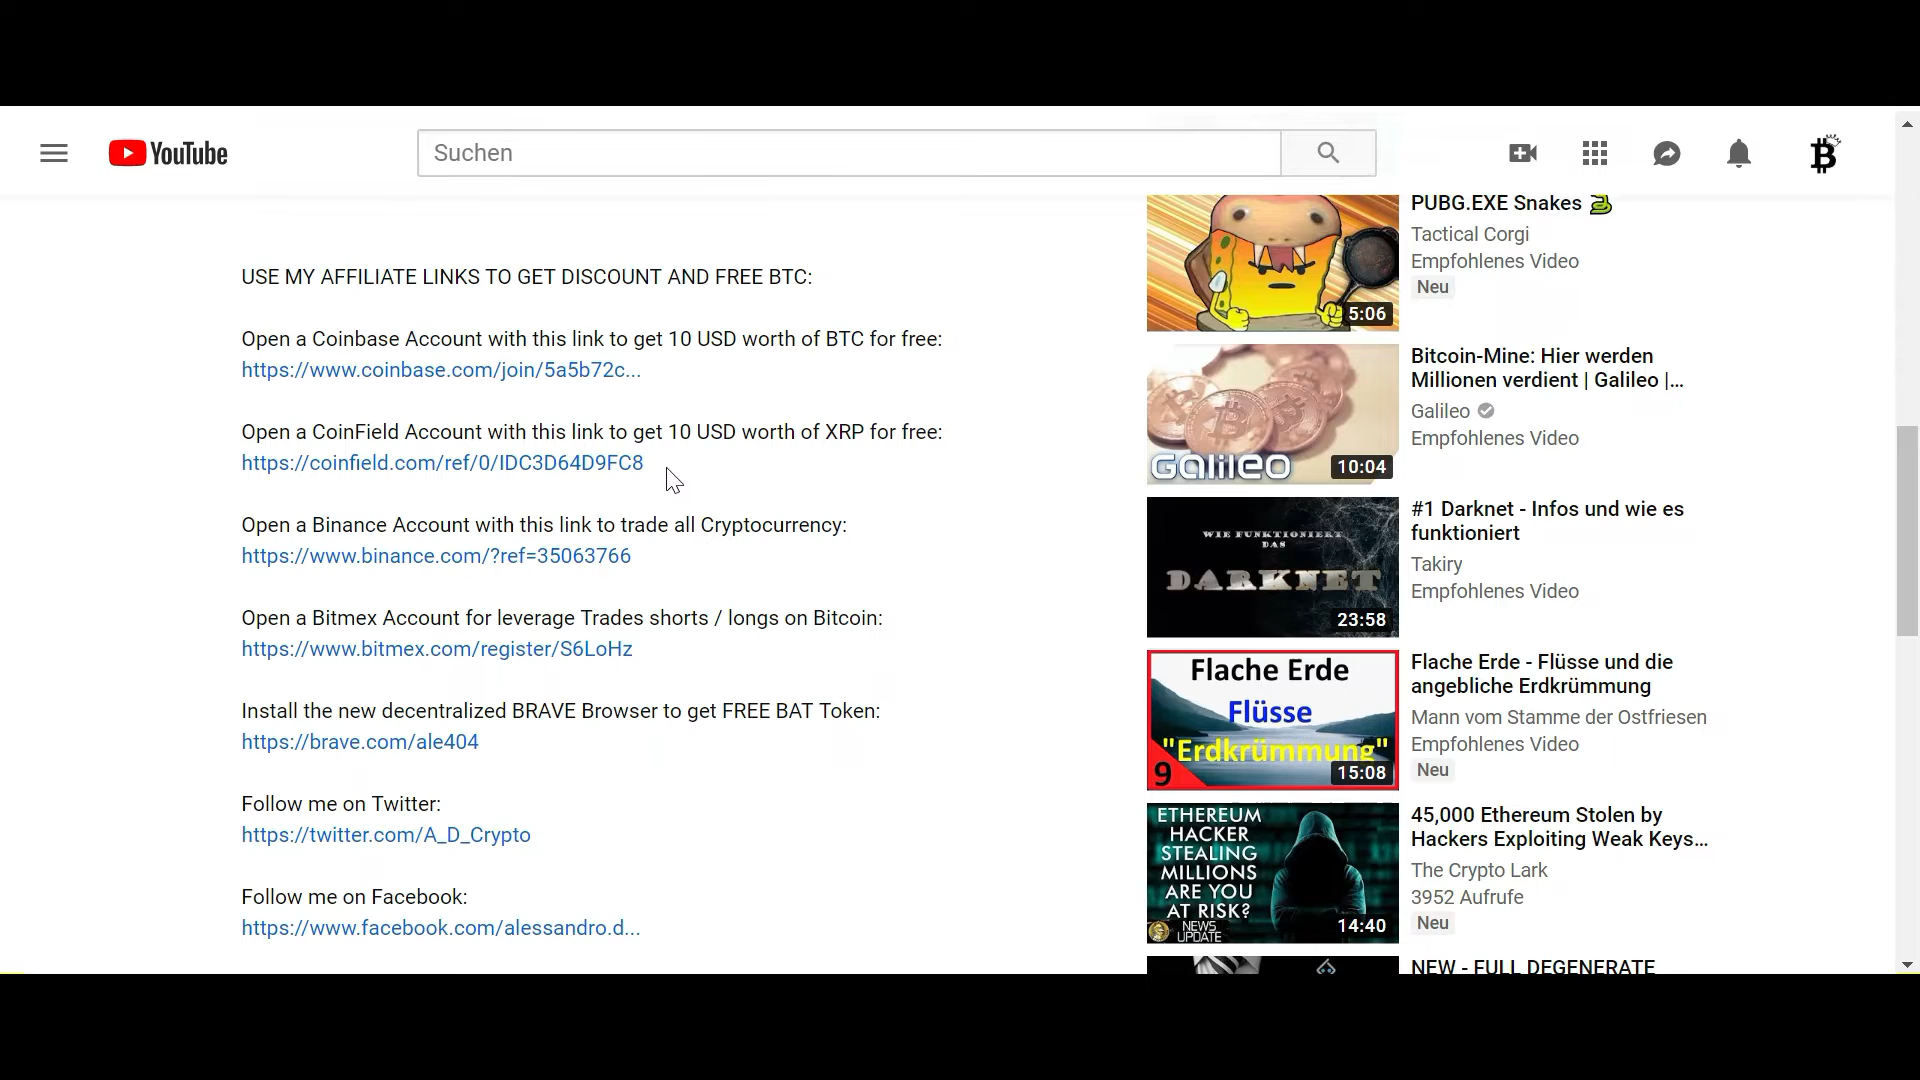 YouTube
Suchen
USE MY AFFILIATE LINKS TO GET DISCOUNT AND FREE BTC:
Open a Coinbase Account with this link to get 10 USD worth of BTC for free:
https://www.coinbase.com/join/5a5b72c...
Open a CoinField Account with this link to get 10 USD worth of XRP for free:
https://coinfield.com/ref/0/IDC3D64D9FC8
Open a Binance Account with this link to trade all Cryptocurrency:
https://www.binance.com/?ref=35063766
Open a Bitmex Account for leverage Trades shorts / longs on Bitcoin:
https://www.bitmex.com/register/S6LoHz
Install the new decentralized BRAVE Browser to get FREE BAT Token:
https://brave.com/ale404
Follow me on Twitter:
https://twitter.com/A_D_Crypto
Follow me on Facebook:
https://www.facebook.com/alessandro.d...
5:06
PUBG.EXE Snakes 🐍
Tactical Corgi
Empfohlenes Video
Neu
Galileo
10:04
Bitcoin-Mine: Hier werden
Millionen verdient | Galileo |...
Galileo
Empfohlenes Video
WIE FUNKTIONIERT
DAS
DARKNET
23:58
#1 Darknet - Infos und wie es
funktioniert
Takiry
Empfohlenes Video
Flache Erde
Flüsse
"Erdkrümmung"
9
15:08
Flache Erde - Flüsse und die
angebliche Erdkrümmung
Mann vom Stamme der Ostfriesen
Empfohlenes Video
Neu
ETHEREUM
HACKER
STEALING
MILLIONS
ARE YOU
AT RISK?
NEWS
UPDATE
14:40
45,000 Ethereum Stolen by
Hackers Exploiting Weak Keys...
The Crypto Lark
3952 Aufrufe
Neu
NEW - FULL DEGENERATE